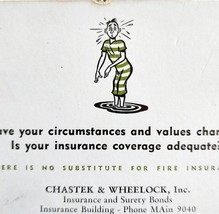 ave your circumstances and values chan
Is your insurance coverage adequate?
ERE IS NO SUBSTITUTE FOR FIRE INSURA
CHASTEK & WHEELOCK, Inc.
Insurance and Surety Bonds
Insurance Building - Phone MAin 9040